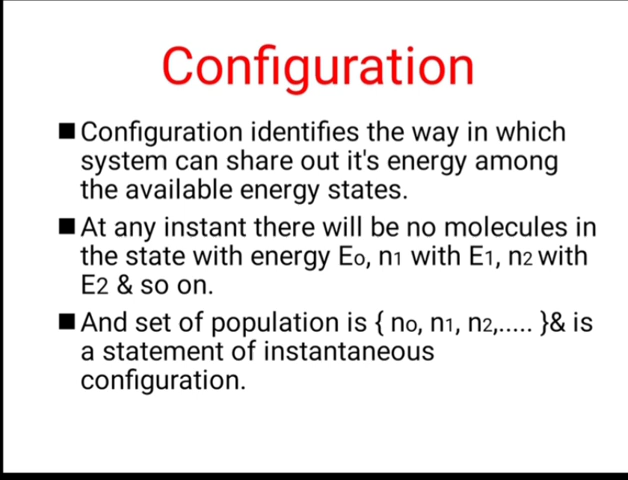 Configuration
■ Configuration identifies the way in which
system can share out it's energy among
the available energy states.
■ At any instant there will be no molecules in
the state with energy Eo, n1 with E1, n2 with
E2 & so on.
■ And set of population is { no, n1, n2,..... }& is
a statement of instantaneous
configuration.